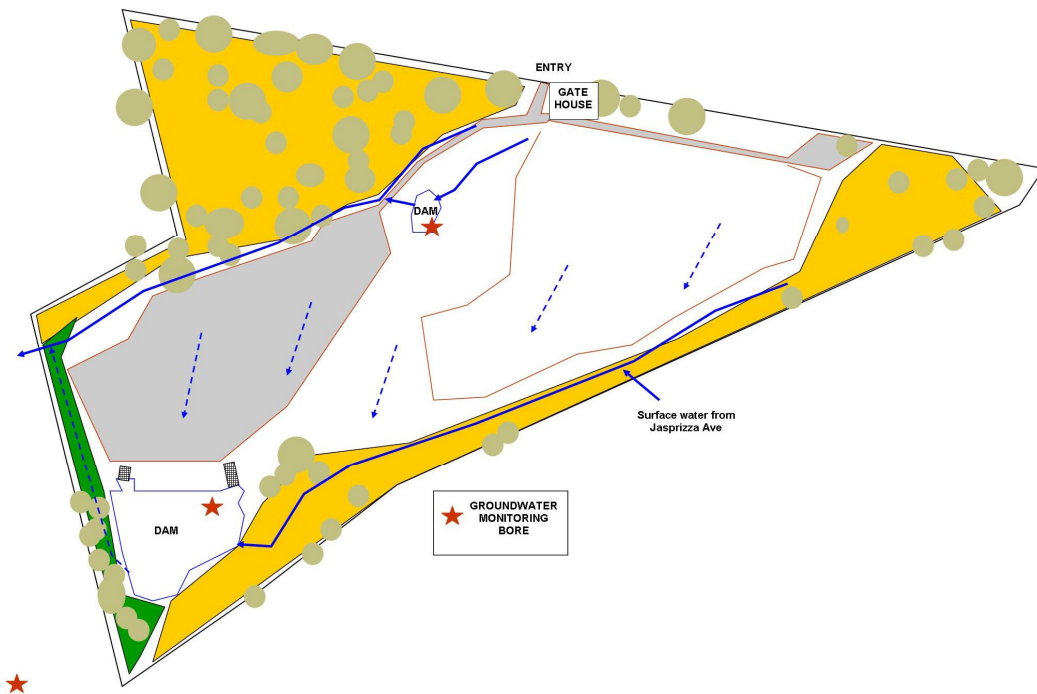 ENTRY
GATE
HOUSE
DAM
Surface water from
Jasprizza Ave
GROUNDWATER
MONITORING
BORE
DAM